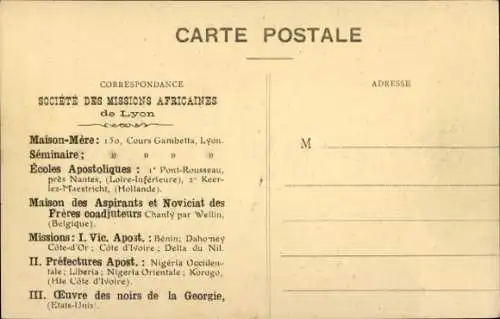 CARTE POSTALE
CORRESPONDANCE
SOCIÉTÉ DES MISSIONS AFRICAINES
de Lyon
Maison-Mère: 150, Cours Gambetta, Lyon.
Séminaire; » » » »
Écoles Apostoliques : 1° Pont-Rousseau,
près Nantes, (Loire-Inférieure), 2° Keer-
lez-Maestricht, (Hollande).
Maison des Aspirants et Noviciat des
Frères coadjuteurs Chanly par Wellin,
(Belgique).
Missions: I. Vic. Apost. : Bénin; Dahomey
Côte-d'Or ; Côte d'Ivoire ; Delta du Nil.
II. Préfectures Apost. : Nigéria Occiden-
tale ; Liberia ; Nigeria Orientale ; Korogo,
(Hte Côte d'Ivoire).
III. Œuvre des noirs de la Georgie,
(Etats-Unis).
ADRESSE
M